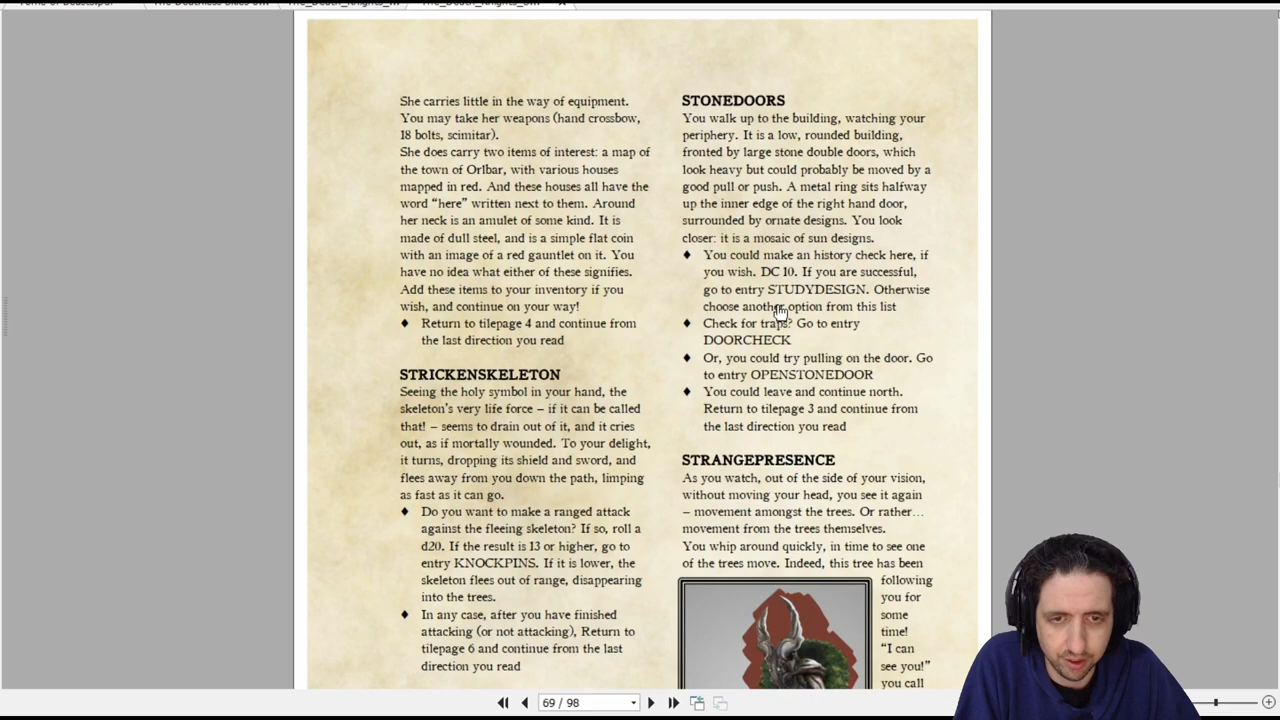 She carries little in the way of equipment.
You may take her weapons (hand crossbow,
18 bolts, scimitar).
She does carry two items of interest: a map of
the town of Orlbar, with various houses
mapped in red. And these houses all have the
word “here” written next to them. Around
her neck is an amulet of some kind. It is
made of dull steel, and is a simple flat coin
with an image of a red gauntlet on it. You
have no idea what either of these signifies.
Add these items to your inventory if you
wish, and continue on your way!
♦ Return to tilepage 4 and continue from
the last direction you read
STRICKENSKELETON
Seeing the holy symbol in your hand, the
skeleton’s very life force – if it can be called
that! – seems to drain out of it, and it cries
out, as if mortally wounded. To your delight,
it turns, dropping its shield and sword, and
flees away from you down the path, limping
as fast as it can go.
♦ Do you want to make a ranged attack
against the fleeing skeleton? If so, roll a
d20. If the result is 13 or higher, go to
entry KNOCKPINS. If it is lower, the
skeleton flees out of range, disappearing
into the trees.
♦ In any case, after you have finished
attacking (or not attacking), Return to
tilepage 6 and continue from the last
direction you read
STONEDOORS
You walk up to the building, watching your
periphery. It is a low, rounded building,
fronted by large stone double doors, which
look heavy but could probably be moved by a
good pull or push. A metal ring sits halfway
up the inner edge of the right hand door,
surrounded by ornate designs. You look
closer: it is a mosaic of sun designs.
♦ You could make an history check here, if
you wish. DC 10. If you are successful,
go to entry STUDYDESIGN. Otherwise
choose another option from this list
♦ Check for traps? Go to entry
DOORCHECK
♦ Or, you could try pulling on the door. Go
to entry OPENSTONEDOOR
♦ You could leave and continue north.
Return to tilepage 3 and continue from
the last direction you read
STRANGEPRESENCE
As you watch, out of the side of your vision,
without moving your head, you see it again
– movement amongst the trees. Or rather…
movement from the trees themselves.
You whip around quickly, in time to see one
of the trees move. Indeed, this tree has been
following
you for
some
time!
“I can
see you!”
you call
69 / 98